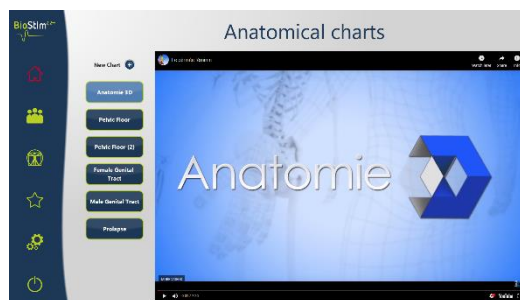 BioStim
Anatomical charts
New Chart
Anatomie 3D
Pelvic Floor
Pelvic Floor (2)
Female Genital
Tract
Male Genital Tract
Prolapse
Anatomie
Share
YouTube